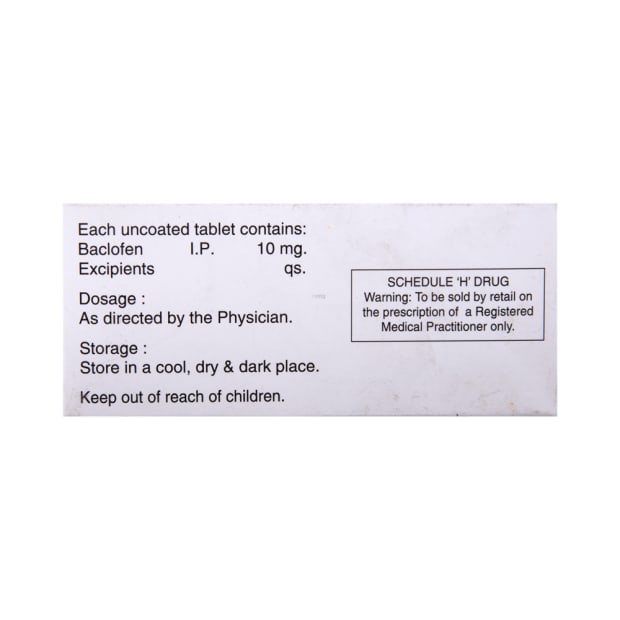 Each uncoated tablet contains:
Baclofen I.P. 10 mg.
Excipients qs.
Dosage :
As directed by the Physician.
Storage :
Store in a cool, dry & dark place.
Keep out of reach of children.
SCHEDULE 'H' DRUG
Warning: To be sold by retail on
the prescription of a Registered
Medical Practitioner only.